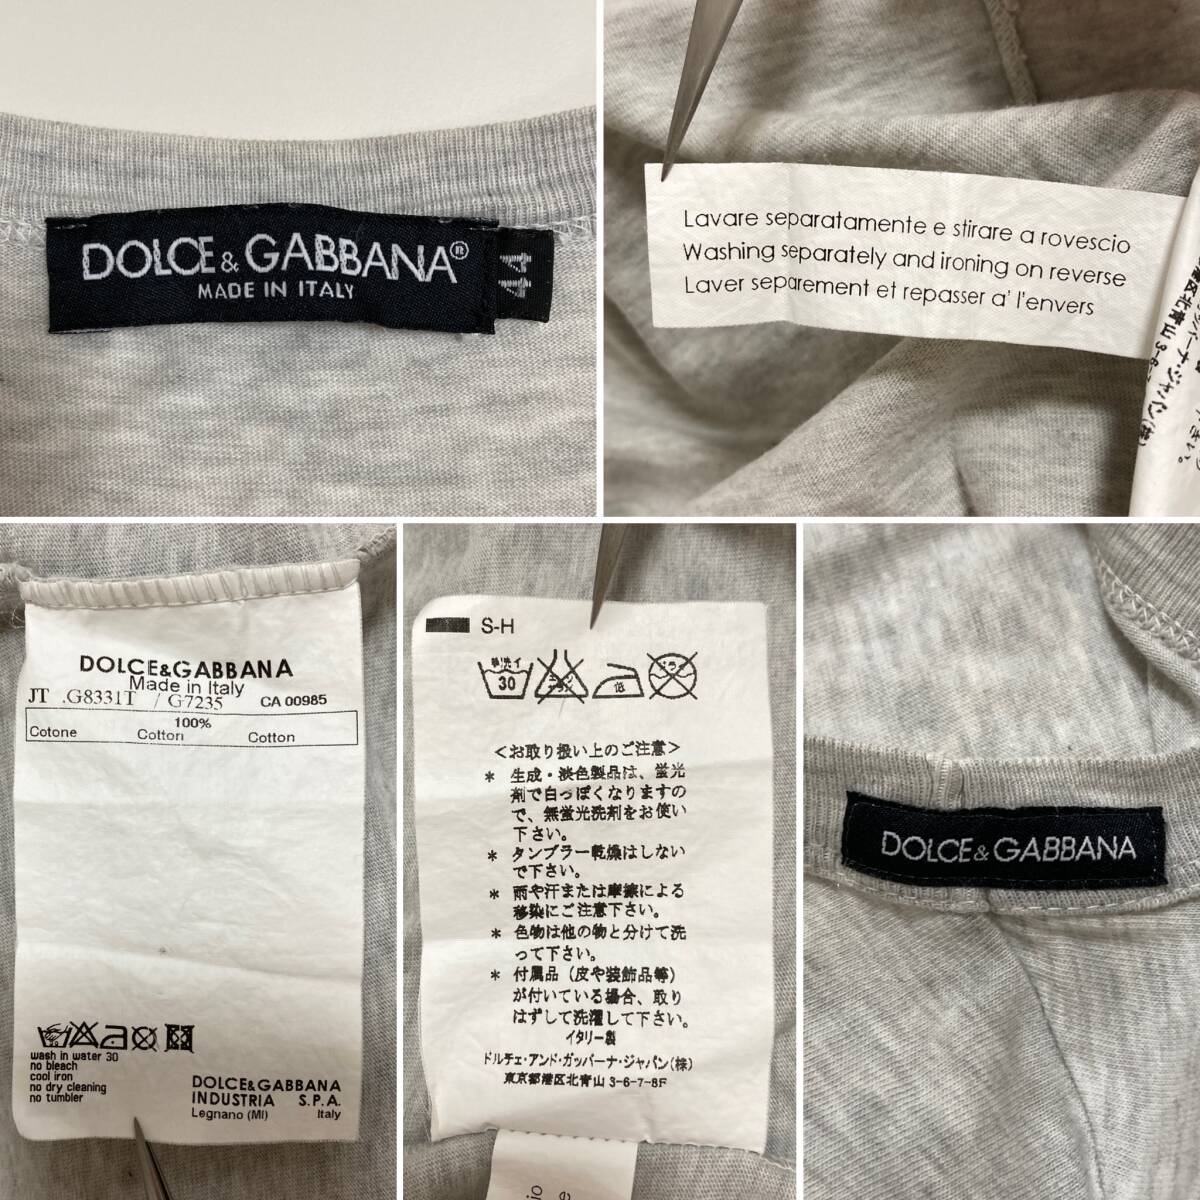 DOLCE&GABBANA®
MADE IN ITALY
44
Lavare separatamente e stirare a rovescio
Washing separately and ironing on reverse
Laver separement et repasser a' l'envers
DOLCE&GABBANA
Made in Italy
JT .G8331T / G7235 CA 00985
100%
Cotone Cotton Cotton
wash in water 30
no bleach
cool iron
no dry cleaning
no tumbler
DOLCE&GABBANA
INDUSTRIA S.P.A.
Legnano (MI) Italy
S-H
手洗イ
30
低
<お取り扱い上のご注意>
* 生成・淡色製品は、蛍光
剤で白っぽくなりますの
で、無蛍光洗剤をお使い
下さい。
* タンブラー乾燥はしない
で下さい。
* 雨や汗または摩擦による
移染にご注意下さい。
* 色物は他の物と分けて洗
って下さい。
* 付属品(皮や装飾品等)
が付いている場合、取り
はずして洗濯して下さい。
イタリー製
ドルチェ・アンド・ガッバーナ・ジャパン(株)
東京都港区北青山3-6-7-8F
DOLCE&GABBANA